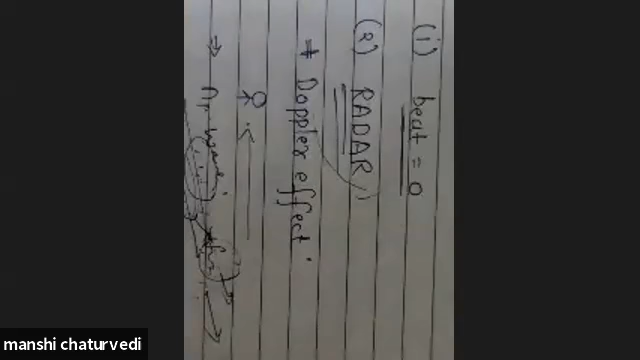 (i) beat = 0
(2) RADAR
* Doppler effect
⇒
manshi chaturvedi